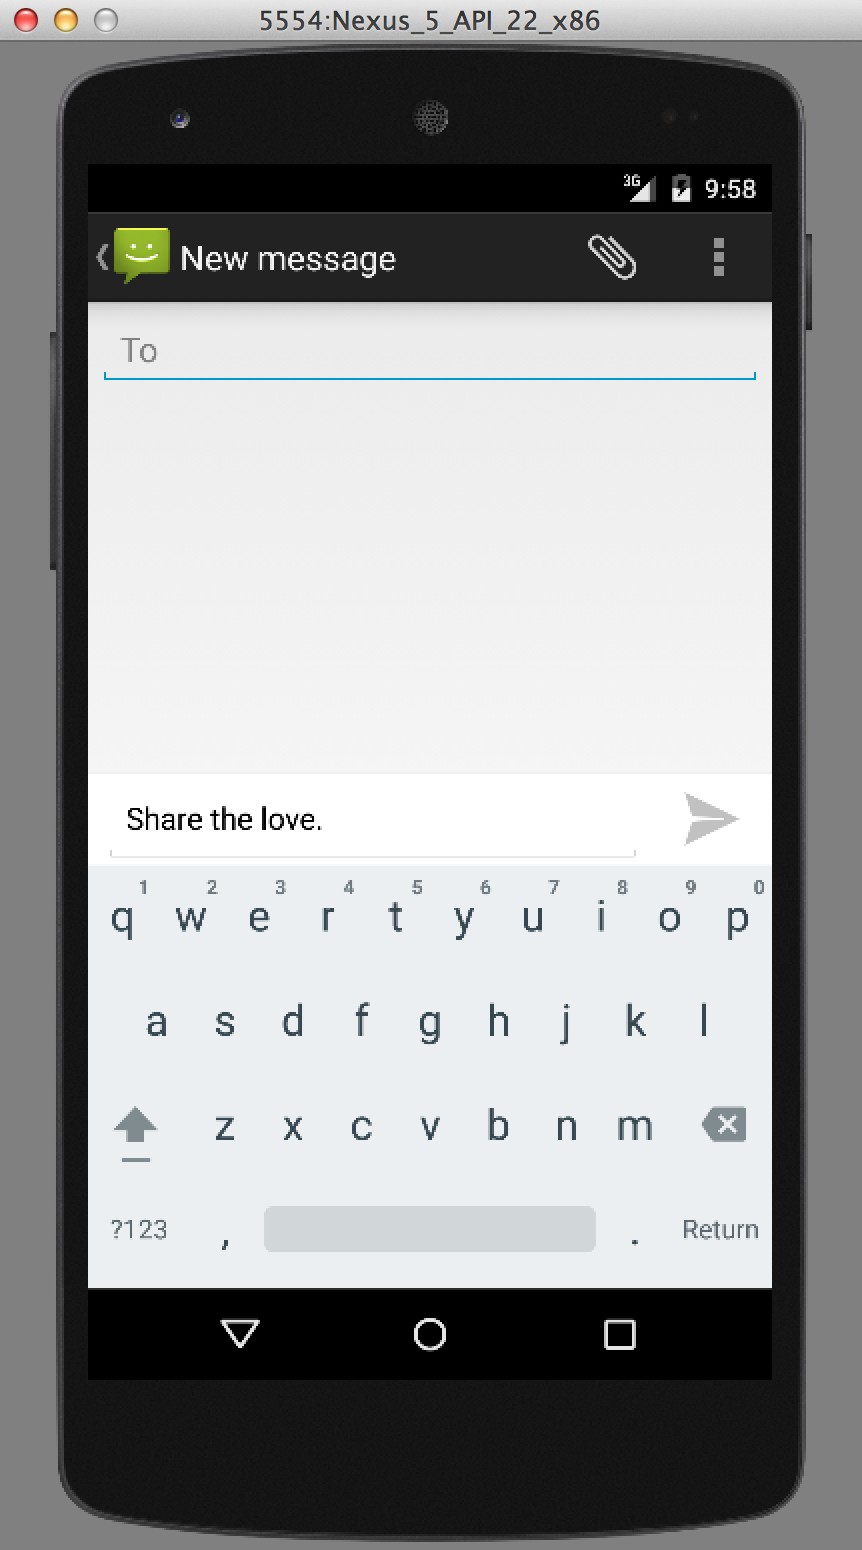 5554:Nexus_5_API_22_x86
3G 9:58
New message
To
Share the love.
1 2 3 4 5 6 7 8 9 0
q w e r t y u i o p
a s d f g h j k l
z x c v b n m
?123 , . Return